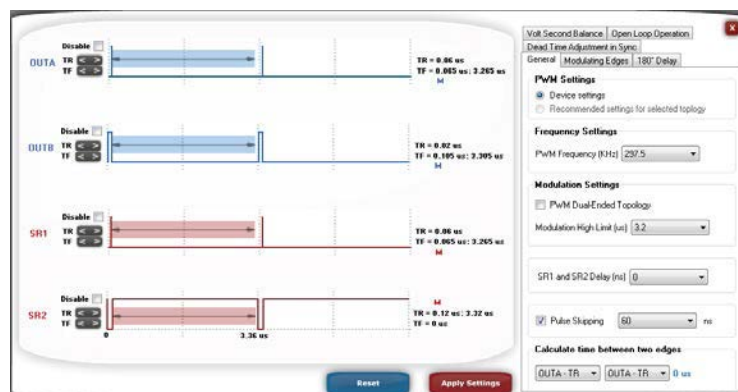 Disable
OUTA
TR < >
TF < >
TR = 0.06 us
TF = 0.065 us: 3.265 us
M
Disable
OUTB
TR < >
TF < >
TR = 0.02 us
TF = 0.105 us: 3.305 us
M
Disable
SR1
TR < >
TF < >
TR = 0.06 us
TF = 0.065 us: 3.265 us
M
Disable
SR2
TR < >
TF < >
M
TR = 0.12 us: 3.32 us
TF = 0 us
0
3.36 us
Reset
Apply Settings
X
Volt Second Balance
Open Loop Operation
Dead Time Adjustment in Sync
General
Modulating Edges
180° Delay
PWM Settings
Device settings
Recommended settings for selected toplogy
Frequency Settings
PWM Frequency (KHz) 297.5
Modulation Settings
PWM Dual-Ended Topology
Modulation High Limit (us) 3.2
SR1 and SR2 Delay (ns) 0
Pulse Skipping 60 ns
Calculate time between two edges
OUTA - TR OUTA - TR 0 us